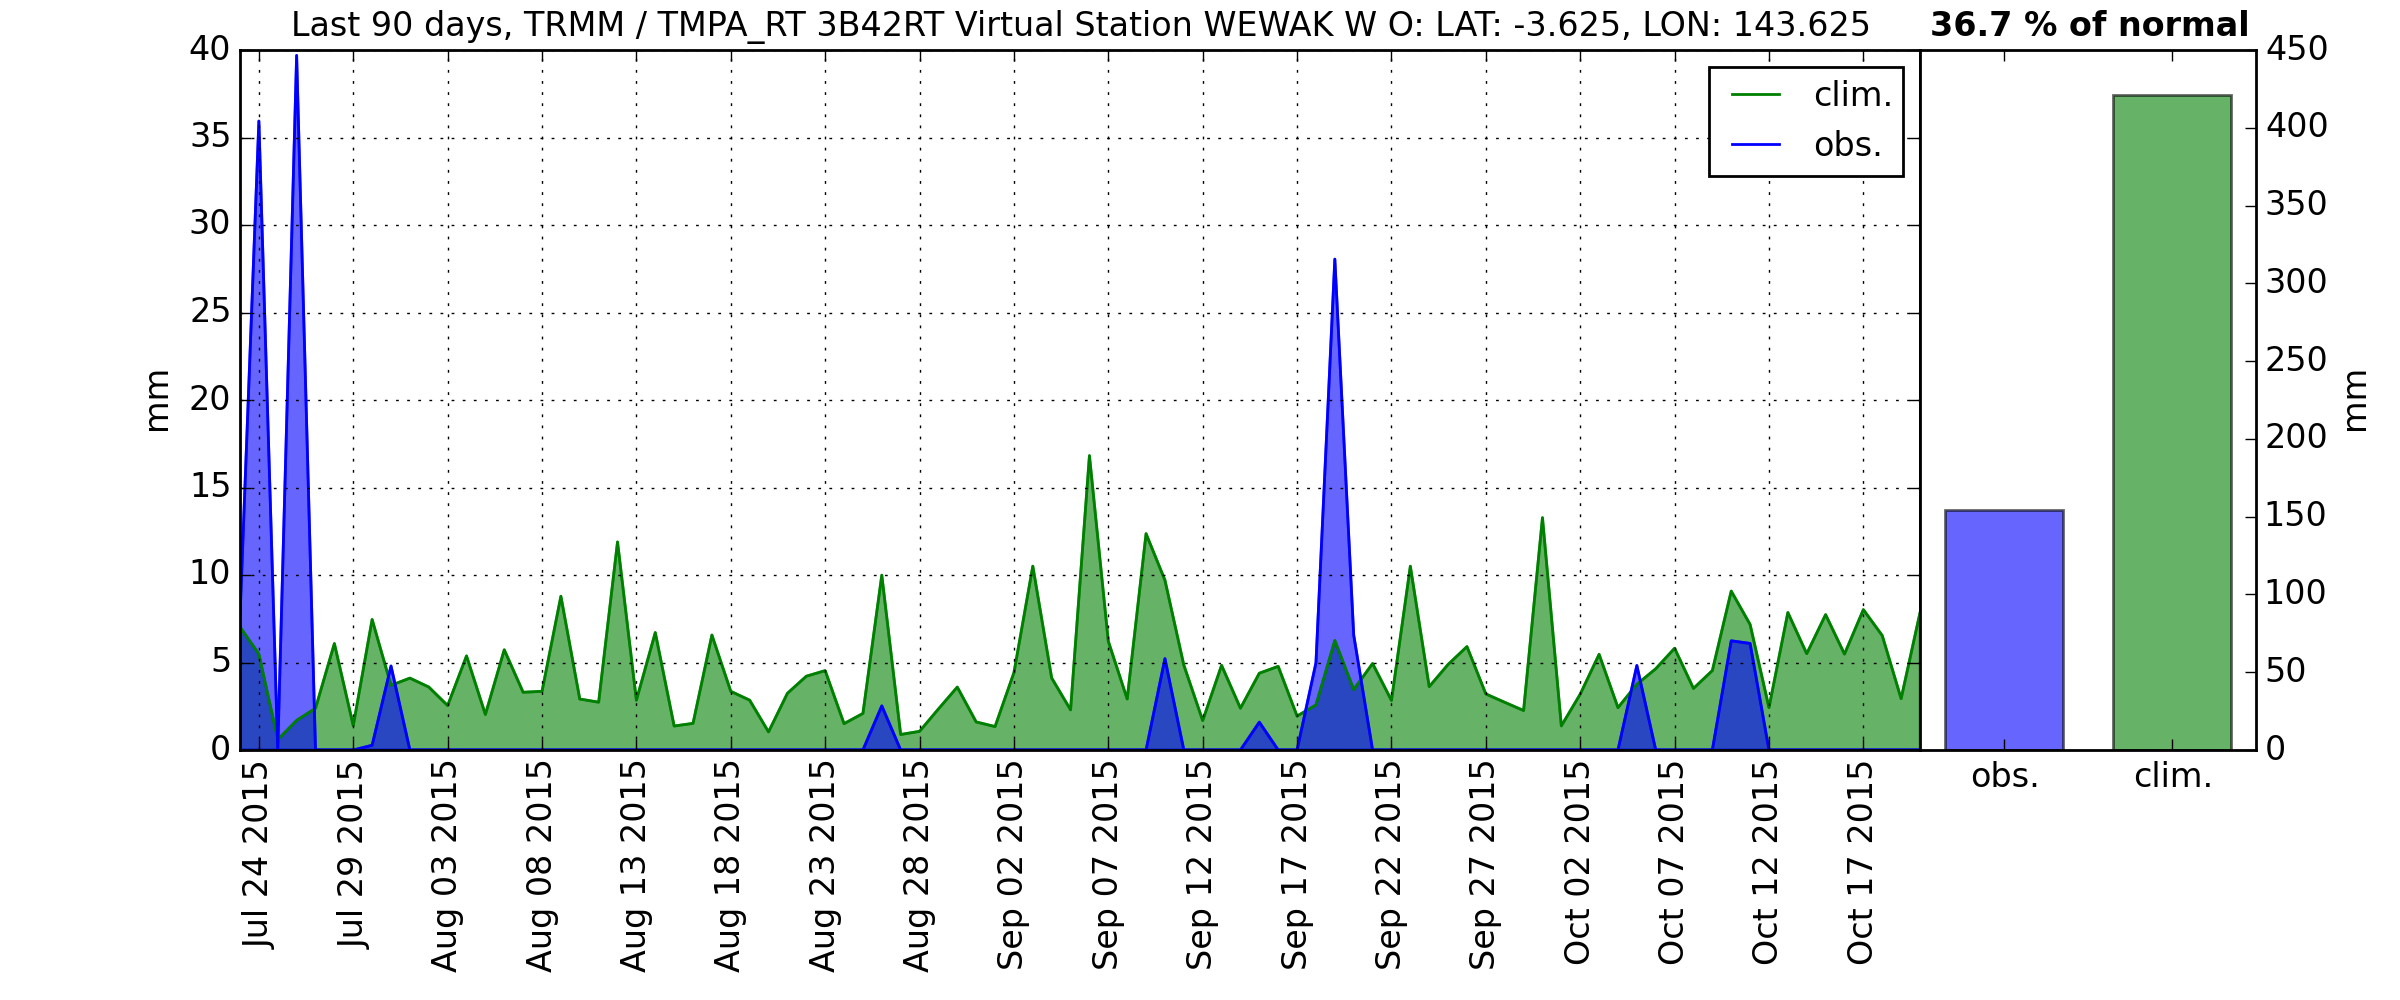 Last 90 days, TRMM / TMPA_RT 3B42RT Virtual Station WEWAK W O: LAT: -3.625, LON: 143.625
36.7 % of normal
40
35
30
25
20
15
10
5
0
mm
clim.
obs.
450
400
350
300
250
200
150
100
50
0
mm
obs.
clim.
Jul 24 2015
Jul 29 2015
Aug 03 2015
Aug 08 2015
Aug 13 2015
Aug 18 2015
Aug 23 2015
Aug 28 2015
Sep 02 2015
Sep 07 2015
Sep 12 2015
Sep 17 2015
Sep 22 2015
Sep 27 2015
Oct 02 2015
Oct 07 2015
Oct 12 2015
Oct 17 2015